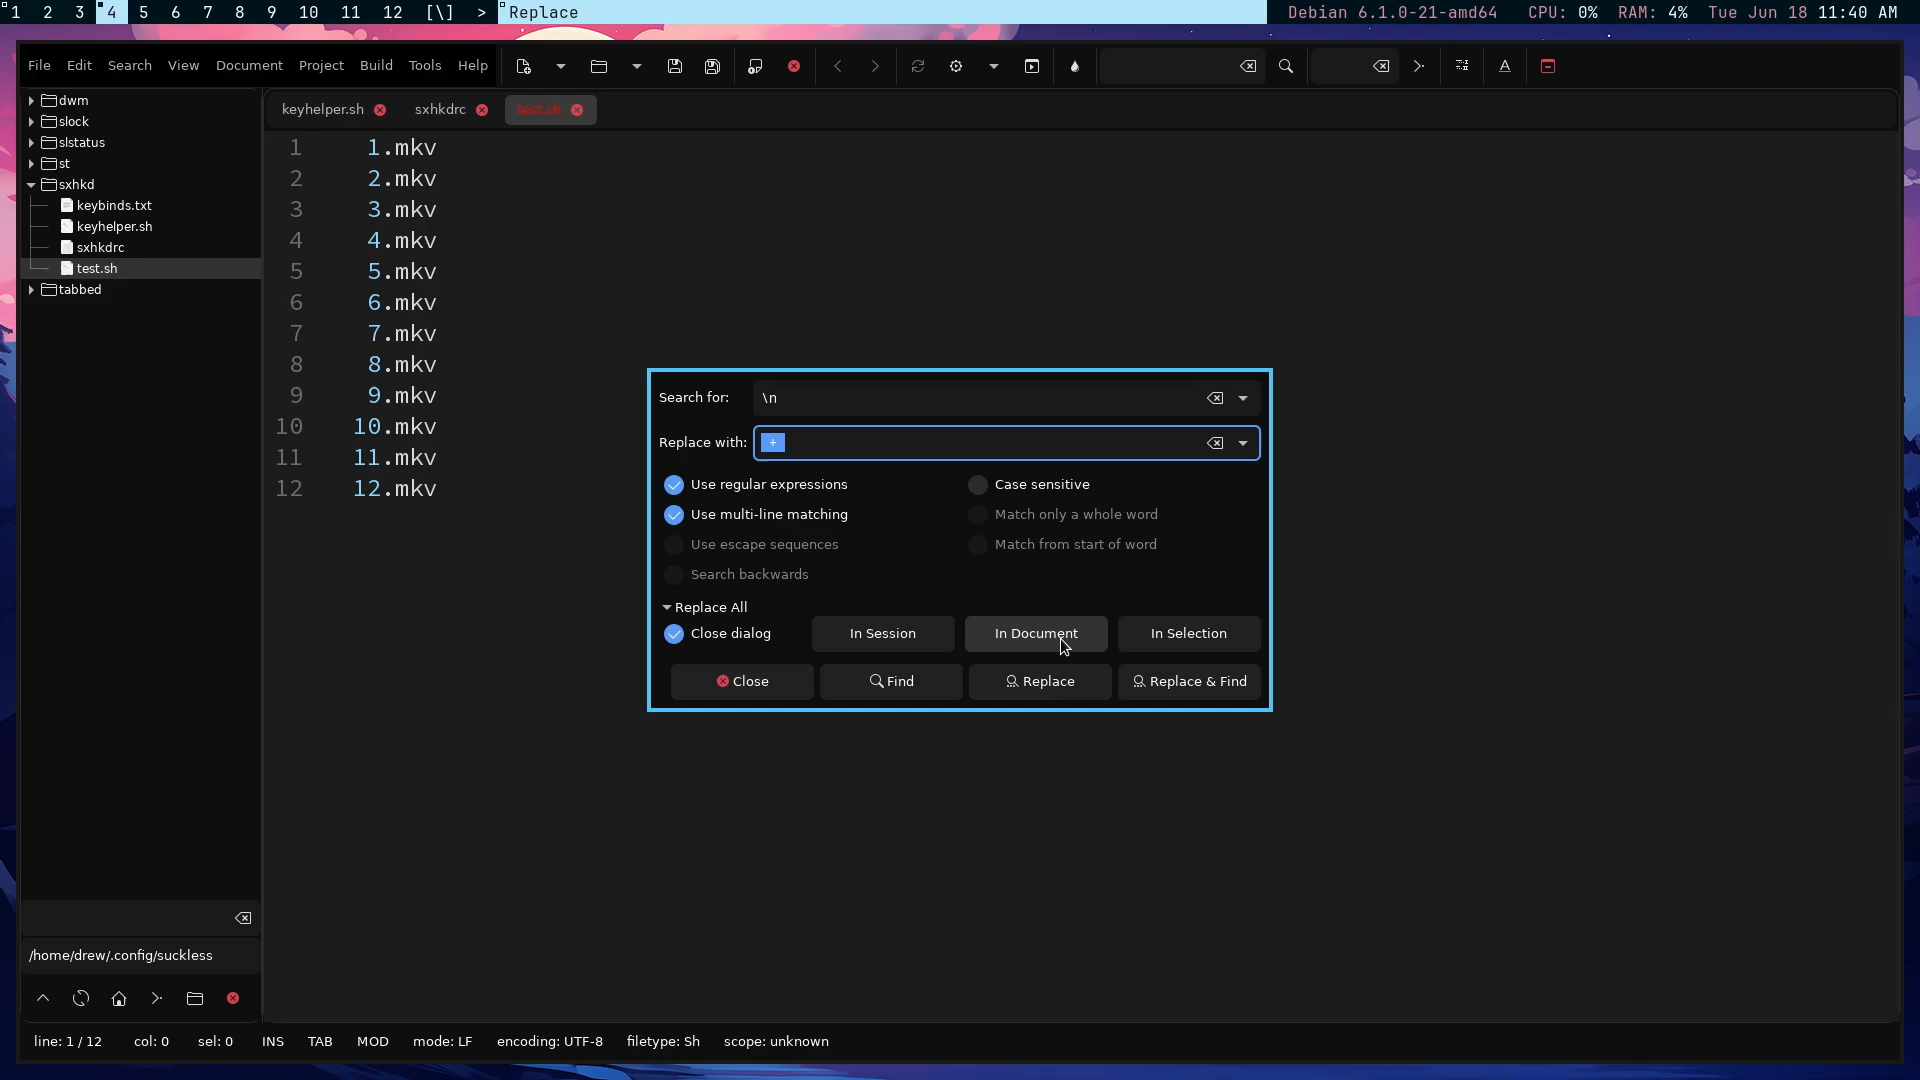 1 2 3 4 5 6 7 8 9 10 11 12 [\] > Replace Debian 6.1.0-21-amd64 CPU: 0% RAM: 4% Tue Jun 18 11:40 AM
File Edit Search View Document Project Build Tools Help
dwm
slock
slstatus
st
sxhkd
keybinds.txt
keyhelper.sh
sxhkdrc
test.sh
tabbed
/home/drew/.config/suckless
keyhelper.sh sxhkdrc test.sh
1 1.mkv
2 2.mkv
3 3.mkv
4 4.mkv
5 5.mkv
6 6.mkv
7 7.mkv
8 8.mkv
9 9.mkv
10 10.mkv
11 11.mkv
12 12.mkv
Search for: \n
Replace with: +
Use regular expressions Case sensitive
Use multi-line matching Match only a whole word
Use escape sequences Match from start of word
Search backwards
Replace All
Close dialog In Session In Document In Selection
Close Find Replace Replace & Find
line: 1 / 12 col: 0 sel: 0 INS TAB MOD mode: LF encoding: UTF-8 filetype: Sh scope: unknown